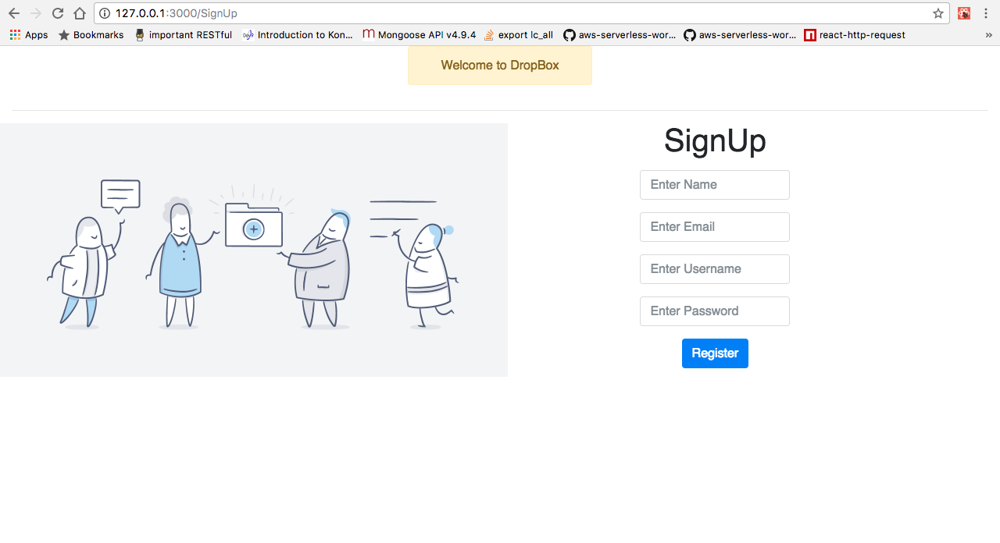 127.0.0.1:3000/SignUp
Apps Bookmarks important RESTful Introduction to Kon... Mongoose API v4.9.4 export lc_all aws-serverless-wor... aws-serverless-wor... react-http-request »
Welcome to DropBox
SignUp
Enter Name
Enter Email
Enter Username
Enter Password
Register